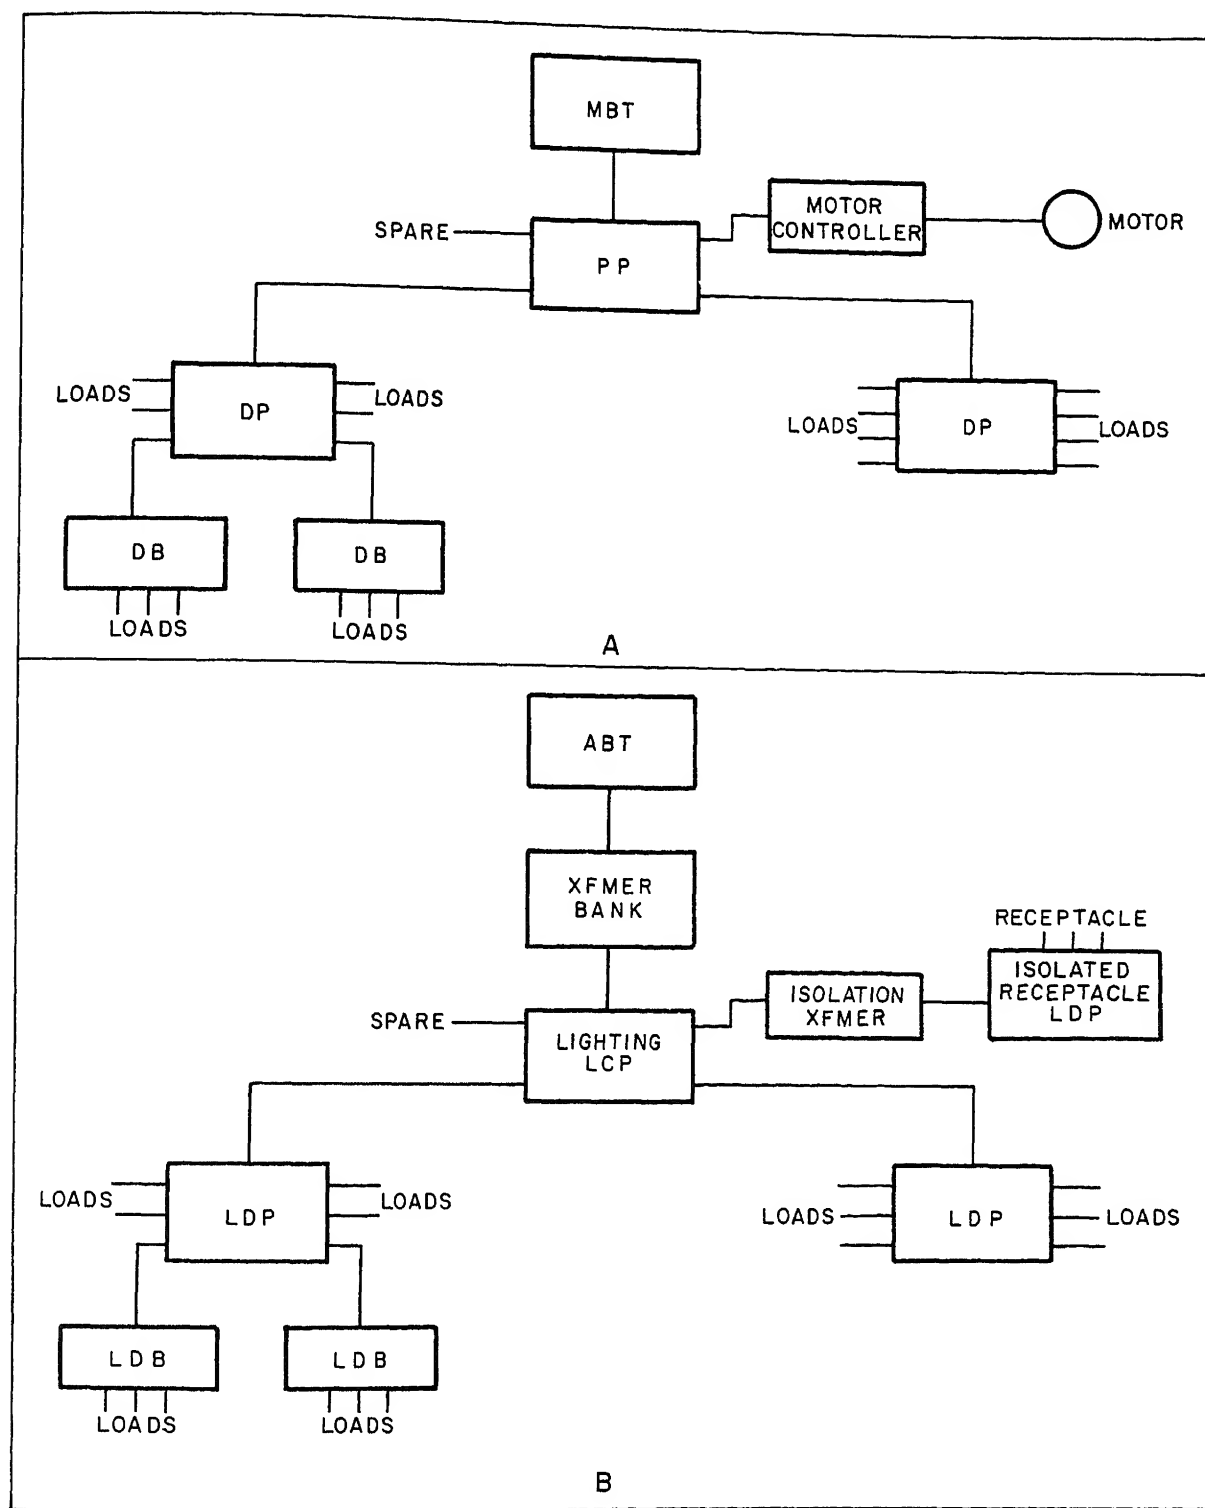 MBT
MOTOR
CONTROLLER
MOTOR
SPARE
PP
LOADS
DP
LOADS
LOADS
DP
LOADS
DB
DB
LOADS
LOADS
A
ABT
XFMER
BANK
RECEPTACLE
ISOLATED
RECEPTACLE
LDP
ISOLATION
XFMER
SPARE
LIGHTING
LCP
LOADS
LDP
LOADS
LOADS
LDP
LOADS
LDB
LDB
LOADS
LOADS
B